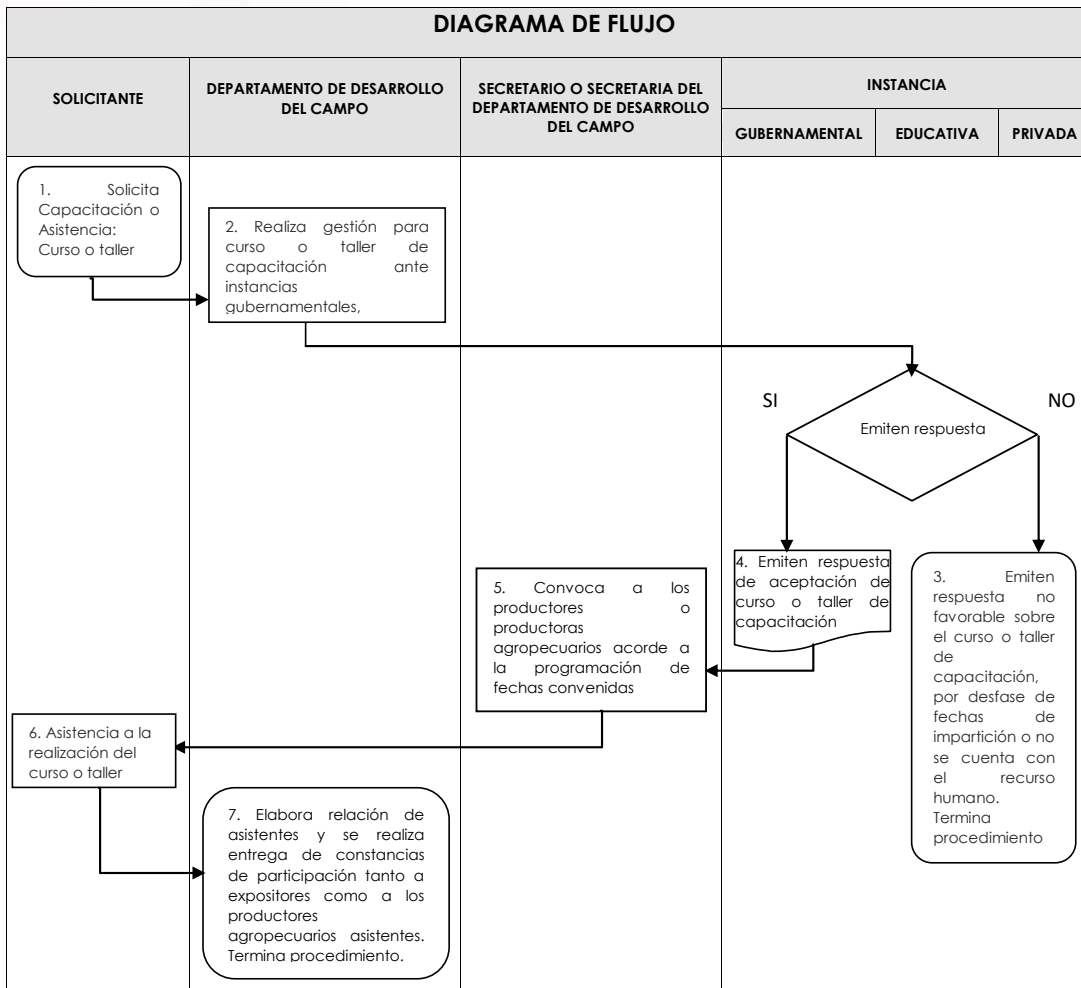 DIAGRAMA DE FLUJO
SOLICITANTE
DEPARTAMENTO DE DESARROLLO
DEL CAMPO
SECRETARIO O SECRETARIA DEL
DEPARTAMENTO DE DESARROLLO
DEL CAMPO
INSTANCIA
GUBERNAMENTAL
EDUCATIVA
PRIVADA
1. Solicita
Capacitación o
Asistencia:
Curso o taller
2. Realiza gestión para
curso o taller de
capacitación ante
instancias
gubernamentales,
SI
NO
Emiten respuesta
4. Emiten respuesta
de aceptación de
curso o taller de
capacitación
3. Emiten
respuesta no
favorable sobre
el curso o taller
de
capacitación,
por desfase de
fechas de
impartición o no
se cuenta con
el recurso
humano.
Termina
procedimiento
5. Convoca a los
productores o
productoras
agropecuarios acorde a
la programación de
fechas convenidas
6. Asistencia a la
realización del
curso o taller
7. Elabora relación de
asistentes y se realiza
entrega de constancias
de participación tanto a
expositores como a los
productores
agropecuarios asistentes.
Termina procedimiento.